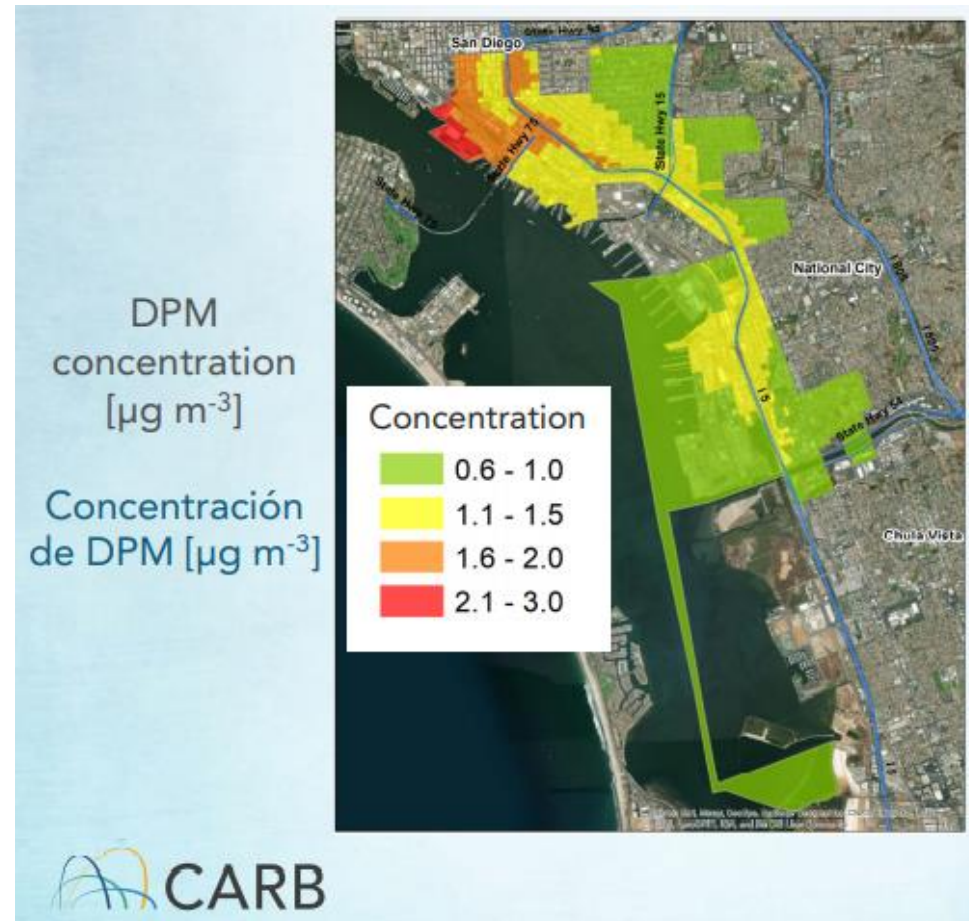 DPM
concentration
[µg m-3]
Concentración
de DPM [µg m-3]
San Diego
State Hwy 94
State Hwy 15
State Hwy 75
State Hwy 75
National City
I 805
I 805
I 5
State Hwy 54
Chula Vista
I 5
Concentration
0.6 - 1.0
1.1 - 1.5
1.6 - 2.0
2.1 - 3.0
CARB